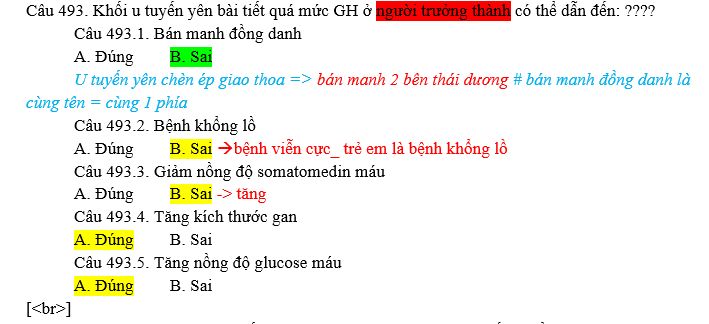 Câu 493. Khối u tuyến yên bài tiết quá mức GH ở người trưởng thành có thể dẫn đến: ????
Câu 493.1. Bán manh đồng danh
A. Đúng B. Sai
U tuyến yên chèn ép giao thoa => bán manh 2 bên thái dương # bán manh đồng danh là
cùng tên = cùng 1 phía
Câu 493.2. Bệnh khổng lồ
A. Đúng B. Sai →bệnh viễn cực_ trẻ em là bệnh khổng lồ
Câu 493.3. Giảm nồng độ somatomedin máu
A. Đúng B. Sai -> tăng
Câu 493.4. Tăng kích thước gan
A. Đúng B. Sai
Câu 493.5. Tăng nồng độ glucose máu
A. Đúng B. Sai
[<br>]